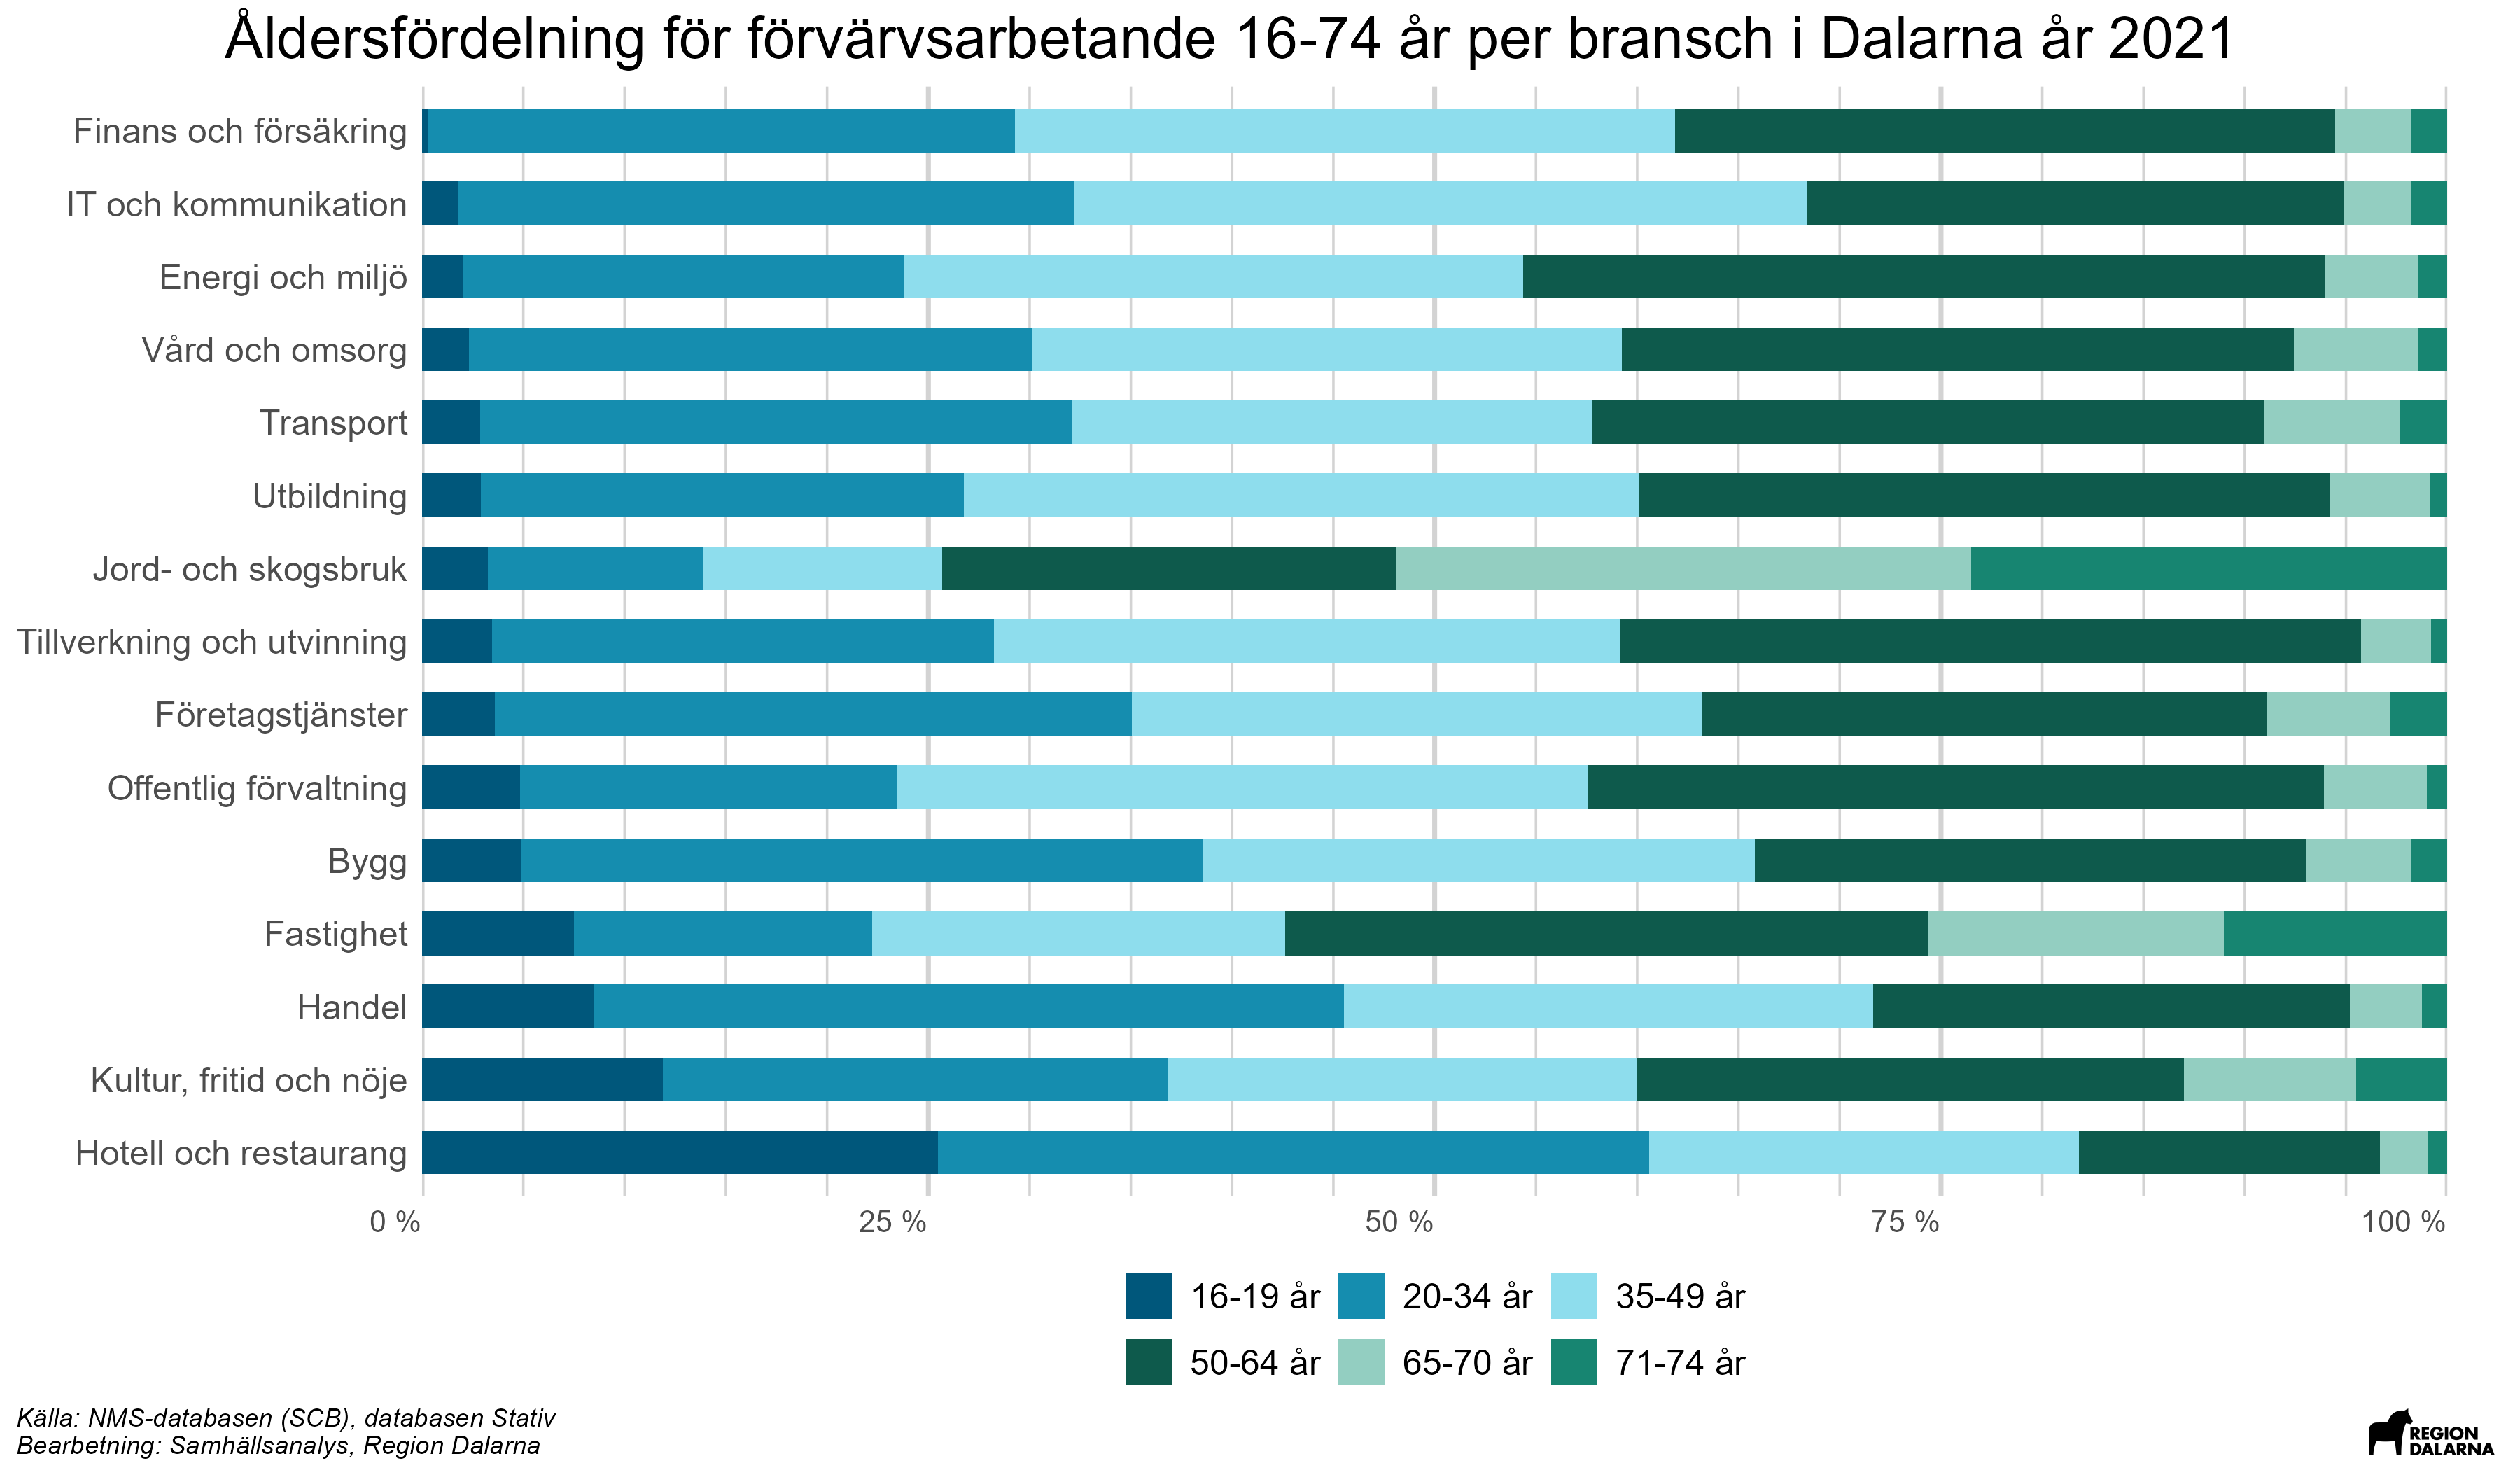 Åldersfördelning för förvärvsarbetande 16-74 år per bransch i Dalarna år 2021
Finans och försäkring
IT och kommunikation
Energi och miljö
Vård och omsorg
Transport
Utbildning
Jord- och skogsbruk
Tillverkning och utvinning
Företagstjänster
Offentlig förvaltning
Bygg
Fastighet
Handel
Kultur, fritid och nöje
Hotell och restaurang
0 % 25 % 50 % 75 % 100 %
16-19 år 20-34 år 35-49 år
50-64 år 65-70 år 71-74 år
Källa: NMS-databasen (SCB), databasen Stativ
Bearbetning: Samhällsanalys, Region Dalarna
REGION
DALARNA